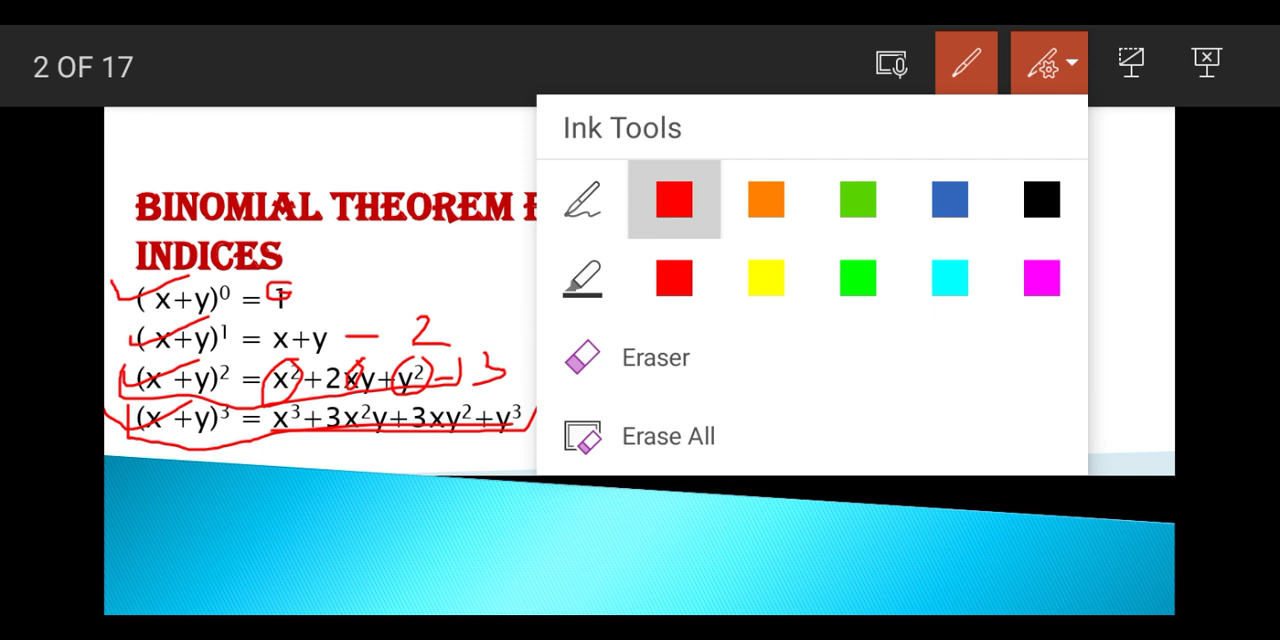 2 OF 17
Ink Tools
BINOMIAL THEOREM
INDICES
( x+y)⁰ = 1
(x+y)¹ = x+y — 2
(x +y)² = x²+2xy+y² – 3
(x +y)³ = x³+3x²y+3xy²+y³
Eraser
Erase All